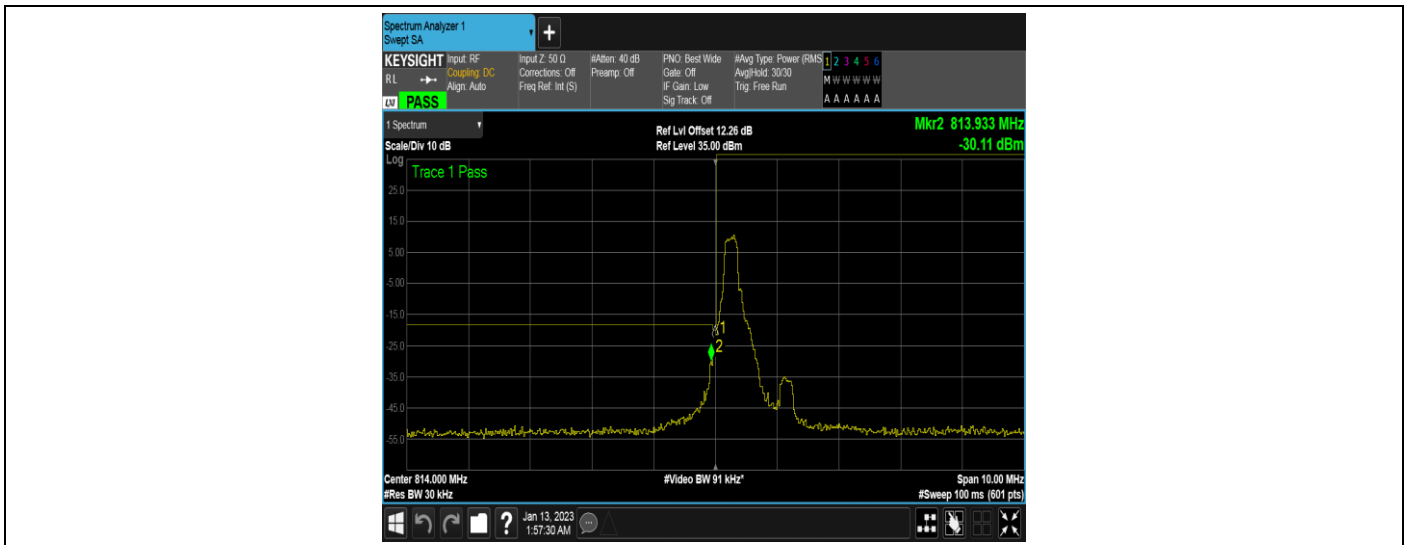 Spectrum Analyzer 1
Swept SA
+
KEYSIGHT Input: RF Input Z: 50 Ω #Atten: 40 dB PNO: Best Wide #Avg Type: Power (RMS 1 2 3 4 5 6
RL Coupling: DC Corrections: Off Preamp: Off Gate: Off Avg|Hold: 30/30 M W W W W W
Align: Auto Freq Ref: Int (S) IF Gain: Low Trig: Free Run
LXI PASS Sig Track: Off A A A A A A
1 Spectrum Ref Lvl Offset 12.26 dB Mkr2 813.933 MHz
Scale/Div 10 dB Ref Level 35.00 dBm -30.11 dBm
Log
Trace 1 Pass
25.0
15.0
5.00
-5.00
-15.0
1
-25.0
2
-35.0
-45.0
-55.0
Center 814.000 MHz #Video BW 91 kHz* Span 10.00 MHz
#Res BW 30 kHz #Sweep 100 ms (601 pts)
? Jan 13, 2023
1:57:30 AM